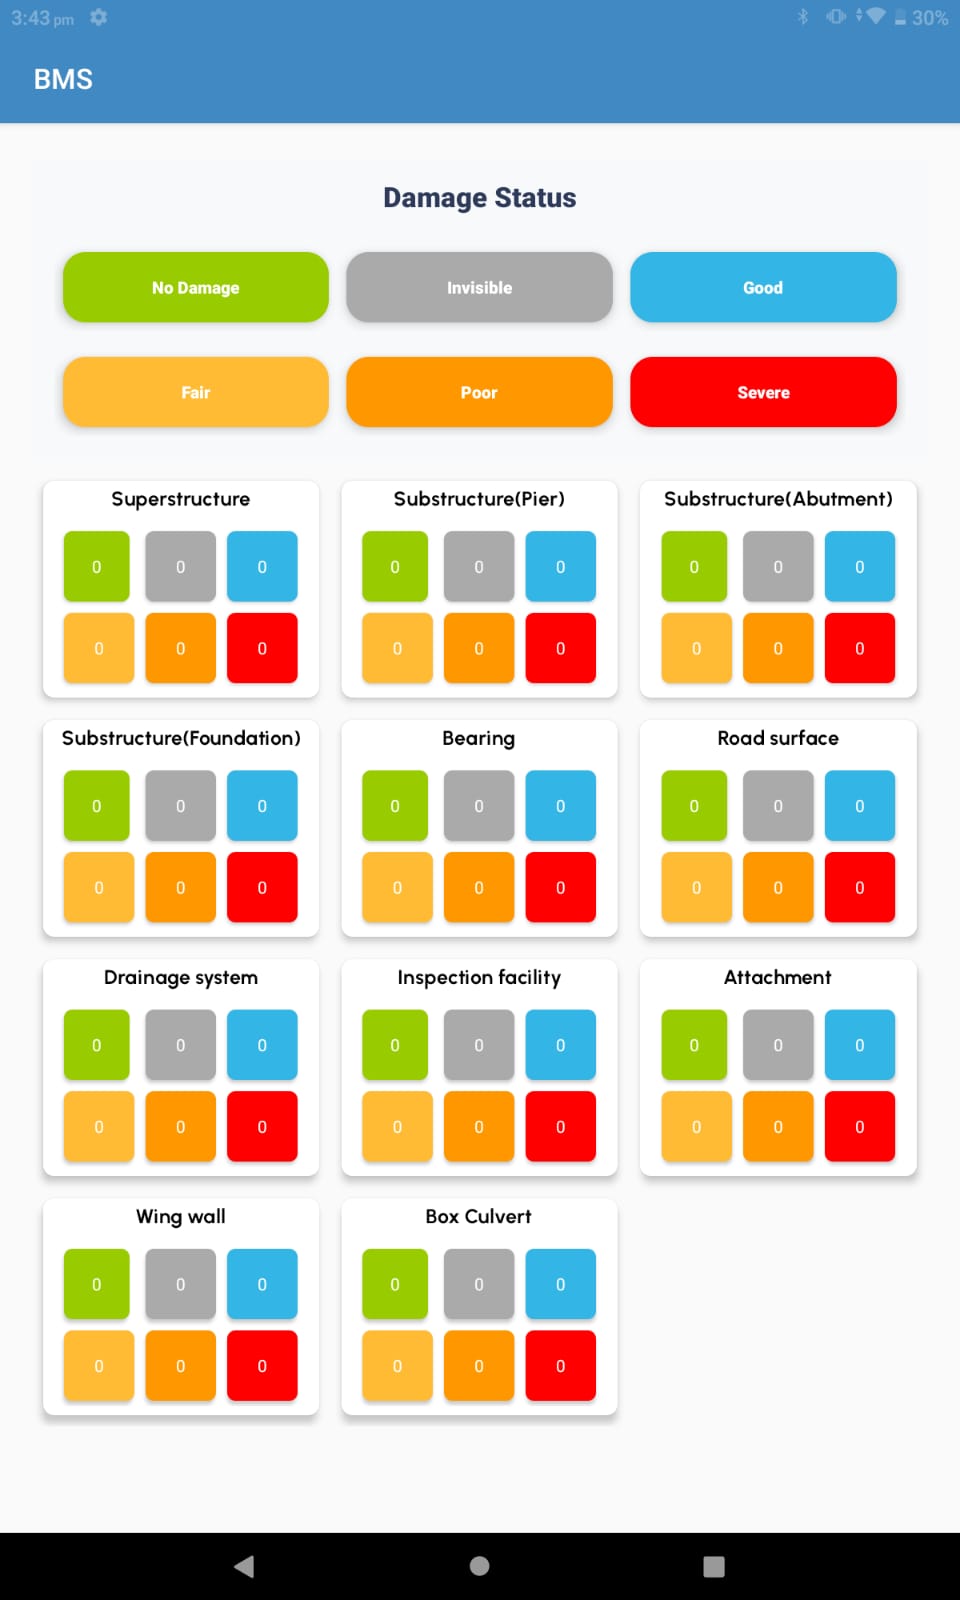 3:43 pm 30%
BMS
Damage Status
No Damage Invisible Good
Fair Poor Severe
Superstructure Substructure(Pier) Substructure(Abutment)
0 0 0 0 0 0 0 0 0
0 0 0 0 0 0 0 0 0
Substructure(Foundation) Bearing Road surface
0 0 0 0 0 0 0 0 0
0 0 0 0 0 0 0 0 0
Drainage system Inspection facility Attachment
0 0 0 0 0 0 0 0 0
0 0 0 0 0 0 0 0 0
Wing wall Box Culvert
0 0 0 0 0 0
0 0 0 0 0 0